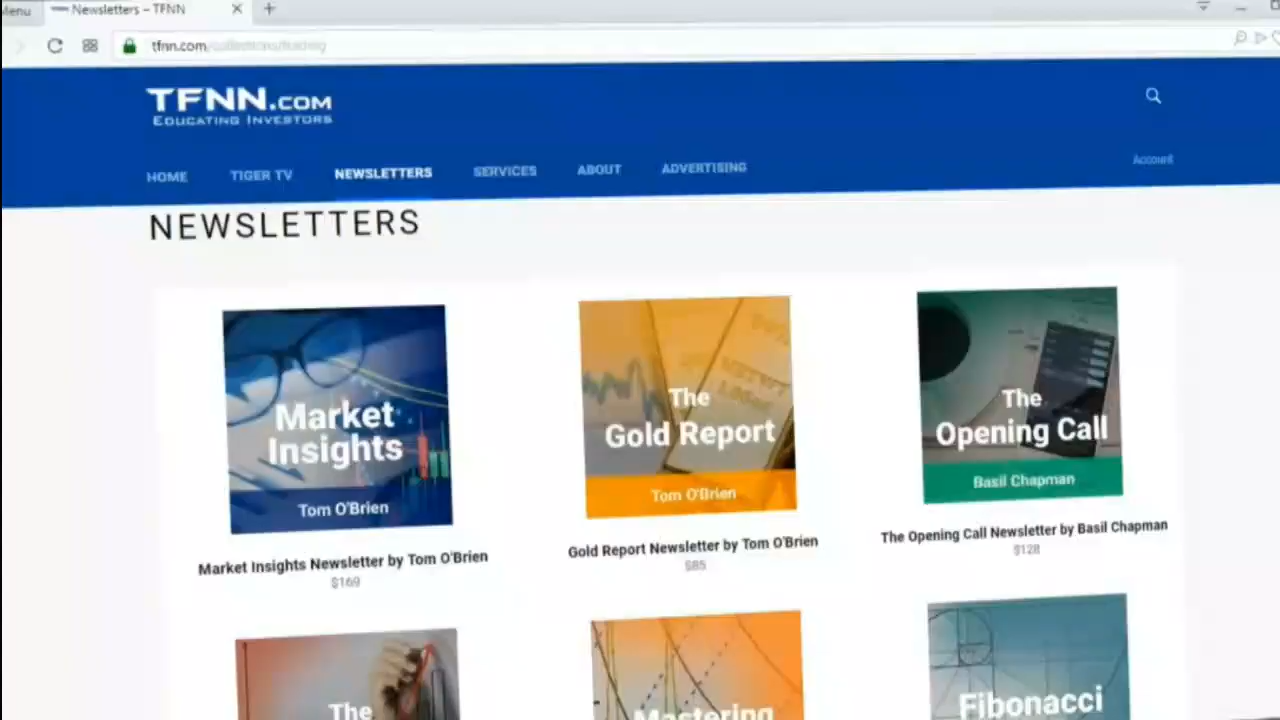 Menu
Newsletters – TFNN
tfnn.com
TFNN.COM
EDUCATING INVESTORS
Account
HOME TIGER TV NEWSLETTERS SERVICES ABOUT ADVERTISING
NEWSLETTERS
Market
Insights
Tom O'Brien
The
Gold Report
Tom O'Brien
The
Opening Call
Basil Chapman
Market Insights Newsletter by Tom O'Brien
$169
Gold Report Newsletter by Tom O'Brien
$85
The Opening Call Newsletter by Basil Chapman
$128
The
Mastering
Fibonacci